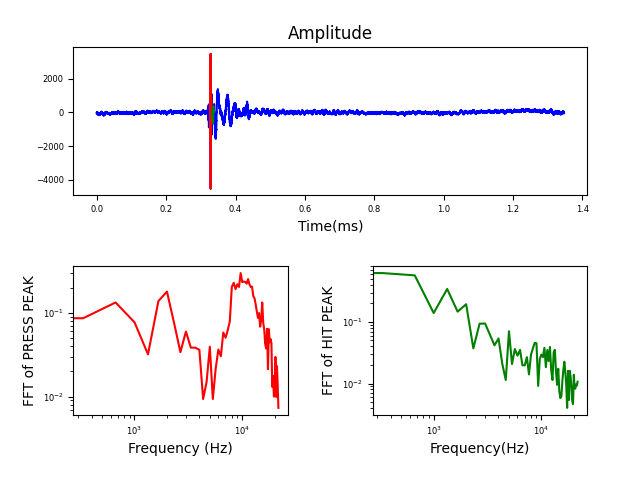 Amplitude
2000
0
−2000
−4000
0.0 0.2 0.4 0.6 0.8 1.0 1.2 1.4
Time(ms)
FFT of PRESS PEAK
10⁻¹
10⁻²
10³ 10⁴
Frequency (Hz)
FFT of HIT PEAK
10⁻¹
10⁻²
10³ 10⁴
Frequency(Hz)